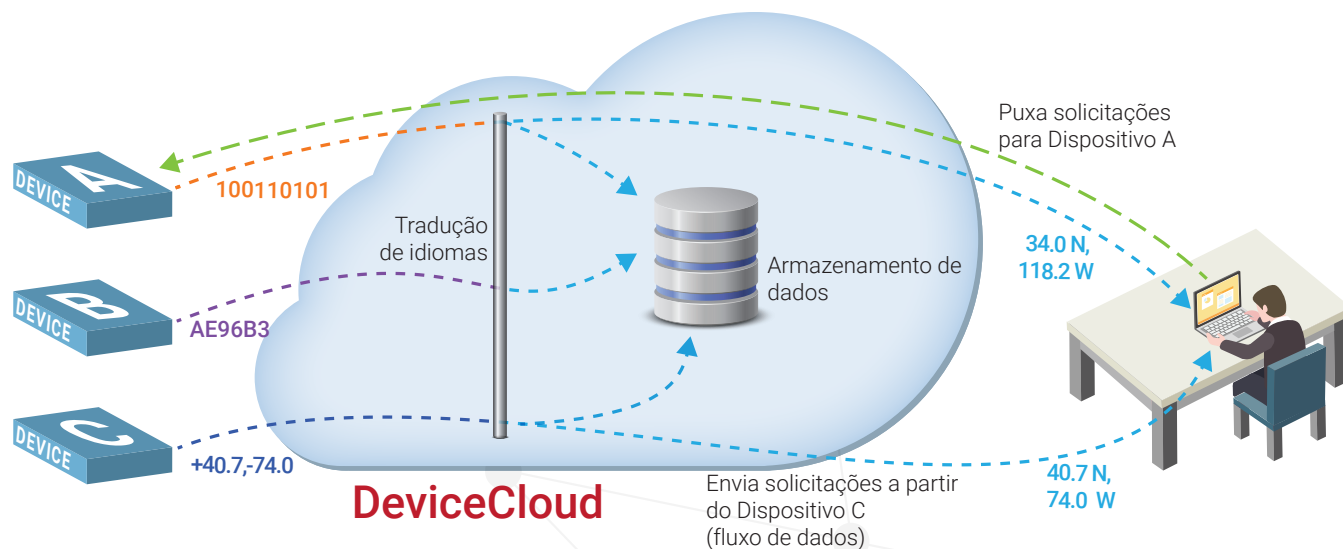 Puxa solicitações
para Dispositivo A
DEVICE A
100110101
Tradução
de idiomas
34.0 N,
118.2 W
Armazenamento de
dados
DEVICE B
AE96B3
DEVICE C
+40.7,-74.0
DeviceCloud
Envia solicitações a partir
do Dispositivo C
(fluxo de dados)
40.7 N,
74.0 W